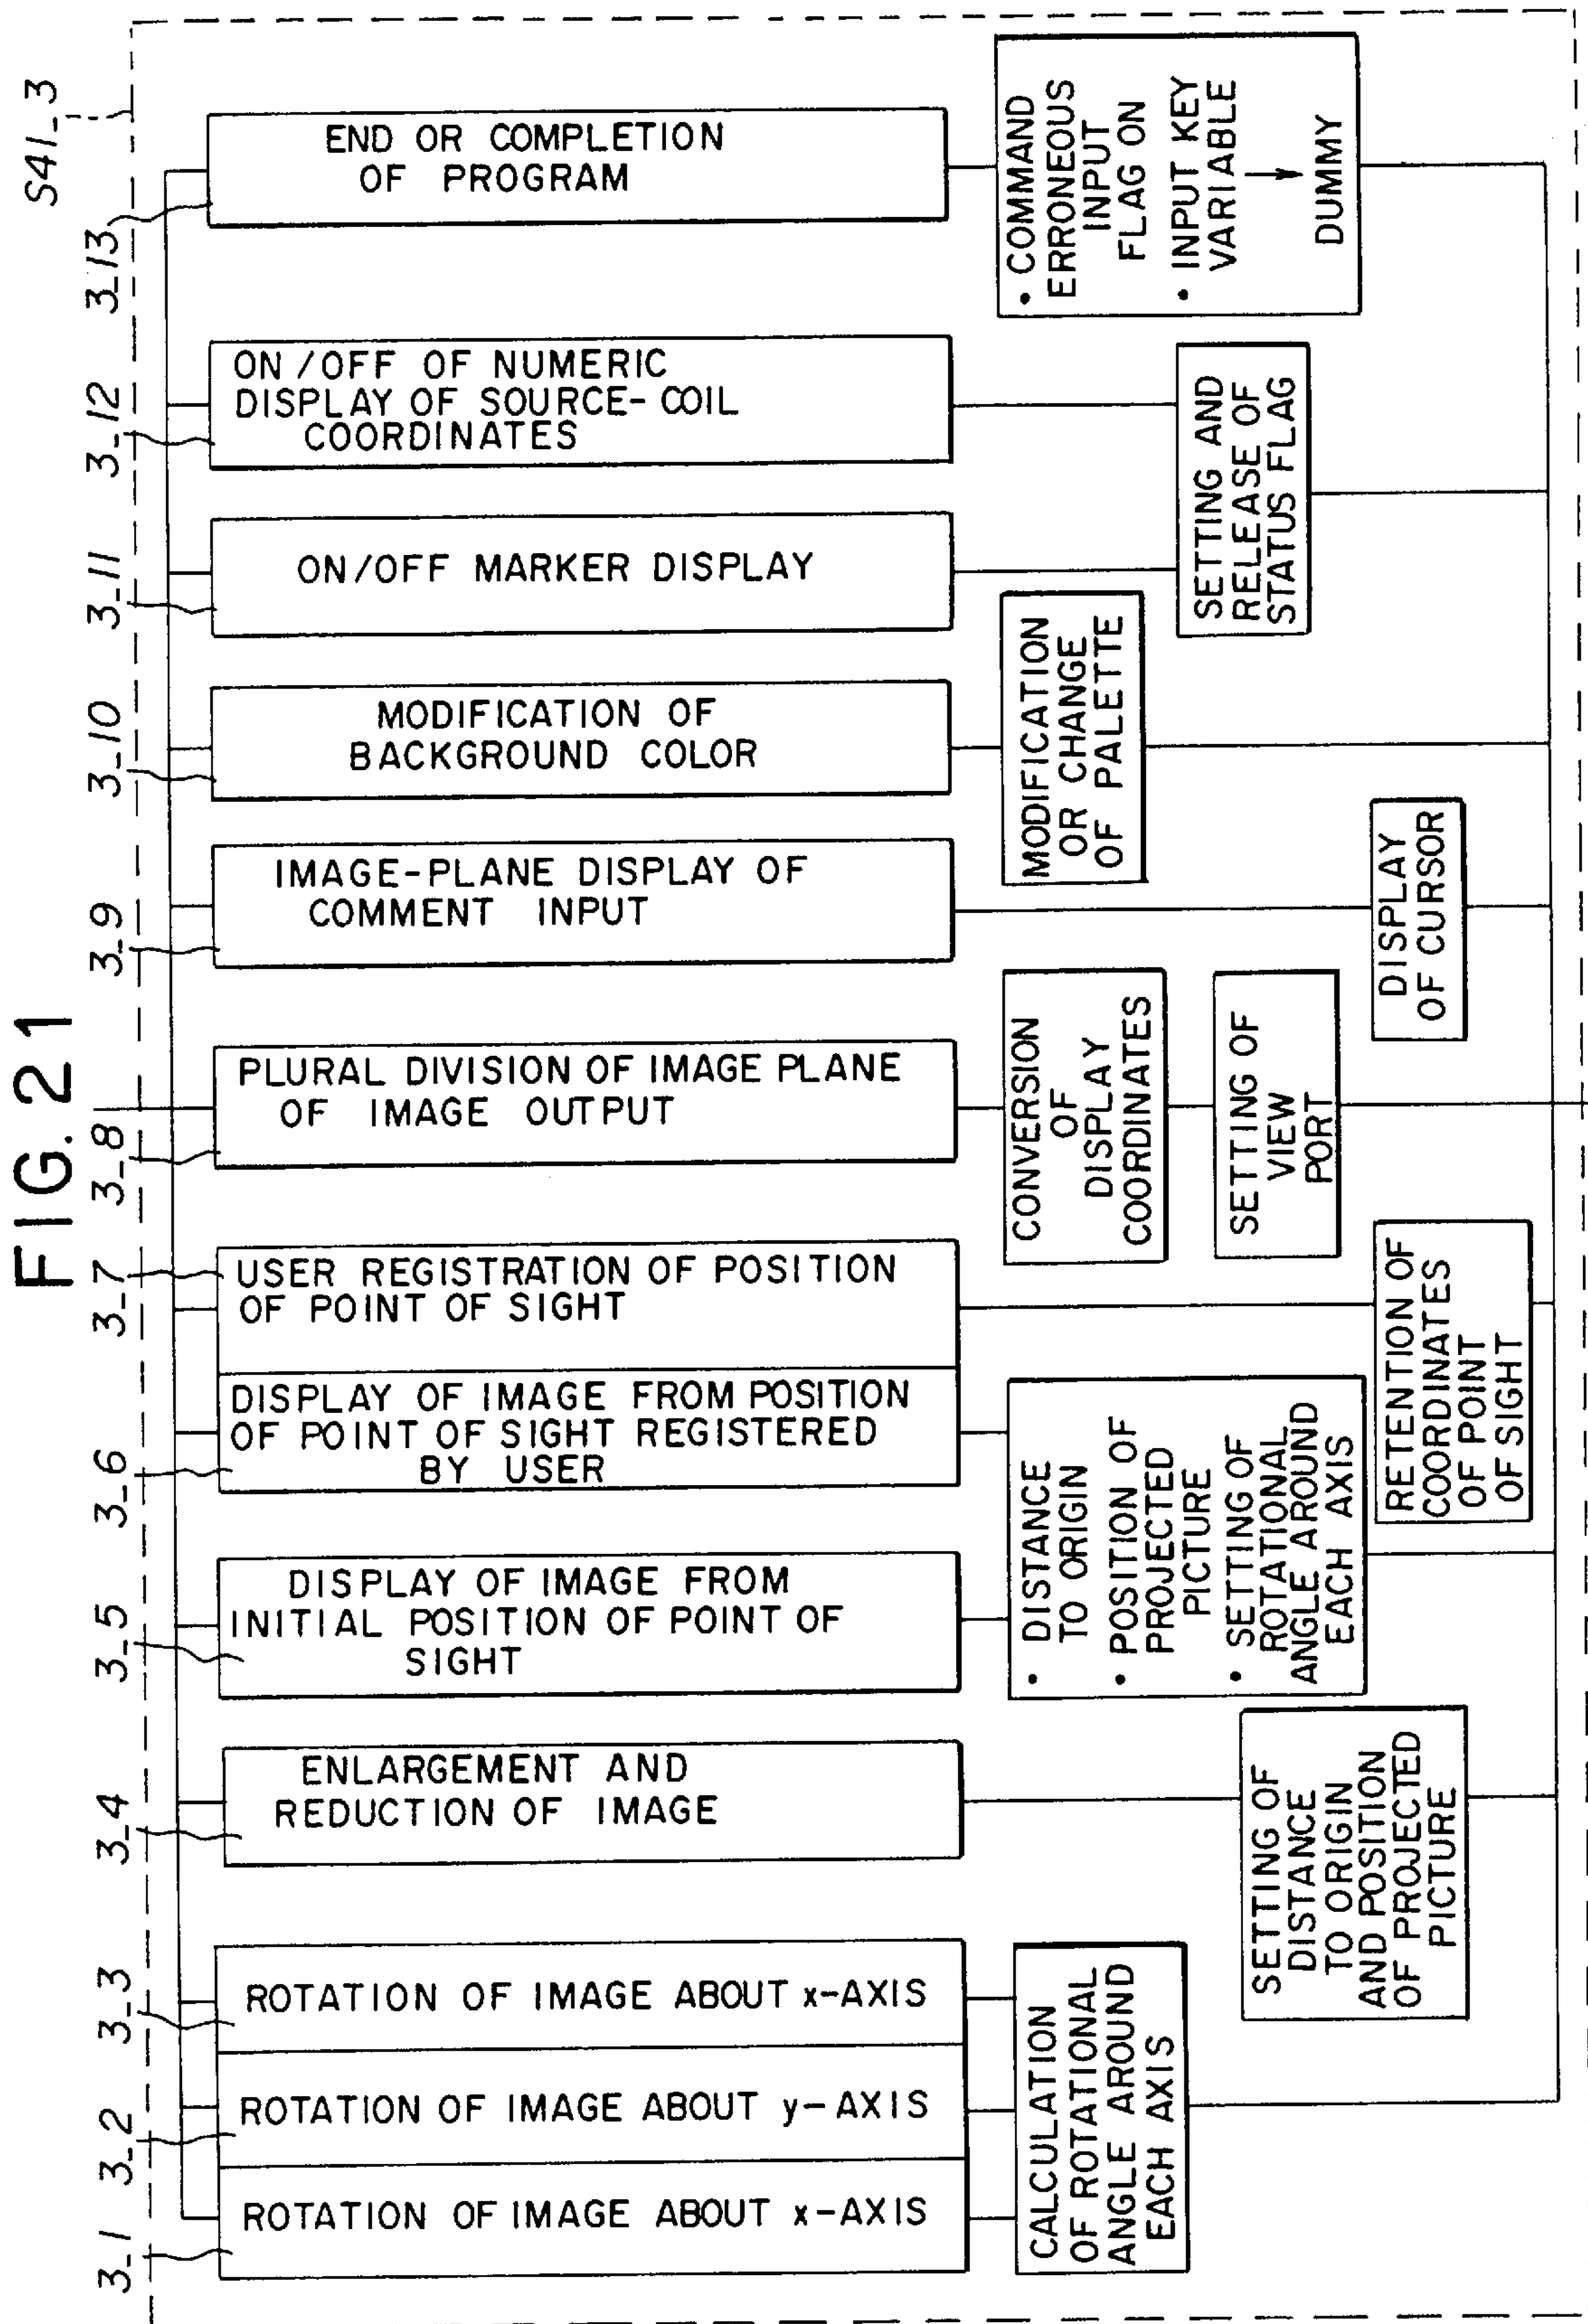 FIG. 21
S41_3
3_1
3_2
3_3
3_4
3_5
3_6
3_7
3_8
3_9
3_10
3_11
3_12
3_13
ROTATION OF IMAGE ABOUT x-AXIS
ROTATION OF IMAGE ABOUT y-AXIS
ROTATION OF IMAGE ABOUT x-AXIS
CALCULATION
OF ROTATIONAL
ANGLE AROUND
EACH AXIS
ENLARGEMENT AND
REDUCTION OF IMAGE
SETTING OF
DISTANCE
TO ORIGIN
AND POSITION
OF PROJECTED
PICTURE
DISPLAY OF IMAGE FROM
INITIAL POSITION OF POINT OF
SIGHT
DISPLAY OF IMAGE FROM POSITION
OF POINT OF SIGHT REGISTERED
BY USER
• DISTANCE
TO ORIGIN
• POSITION OF
PROJECTED
PICTURE
• SETTING OF
ROTATIONAL
ANGLE AROUND
EACH AXIS
USER REGISTRATION OF POSITION
OF POINT OF SIGHT
RETENTION OF
COORDINATES
OF POINT
OF SIGHT
PLURAL DIVISION OF IMAGE PLANE
OF IMAGE OUTPUT
CONVERSION
OF
DISPLAY
COORDINATES
SETTING OF
VIEW
PORT
IMAGE-PLANE DISPLAY OF
COMMENT INPUT
DISPLAY
OF CURSOR
MODIFICATION OF
BACKGROUND COLOR
MODIFICATION
OR CHANGE
OF PALETTE
ON/OFF MARKER DISPLAY
ON/OFF OF NUMERIC
DISPLAY OF SOURCE-COIL
COORDINATES
SETTING AND
RELEASE OF
STATUS FLAG
END OR COMPLETION
OF PROGRAM
• COMMAND
ERRONEOUS
INPUT
FLAG ON
• INPUT KEY
VARIABLE
↓
DUMMY